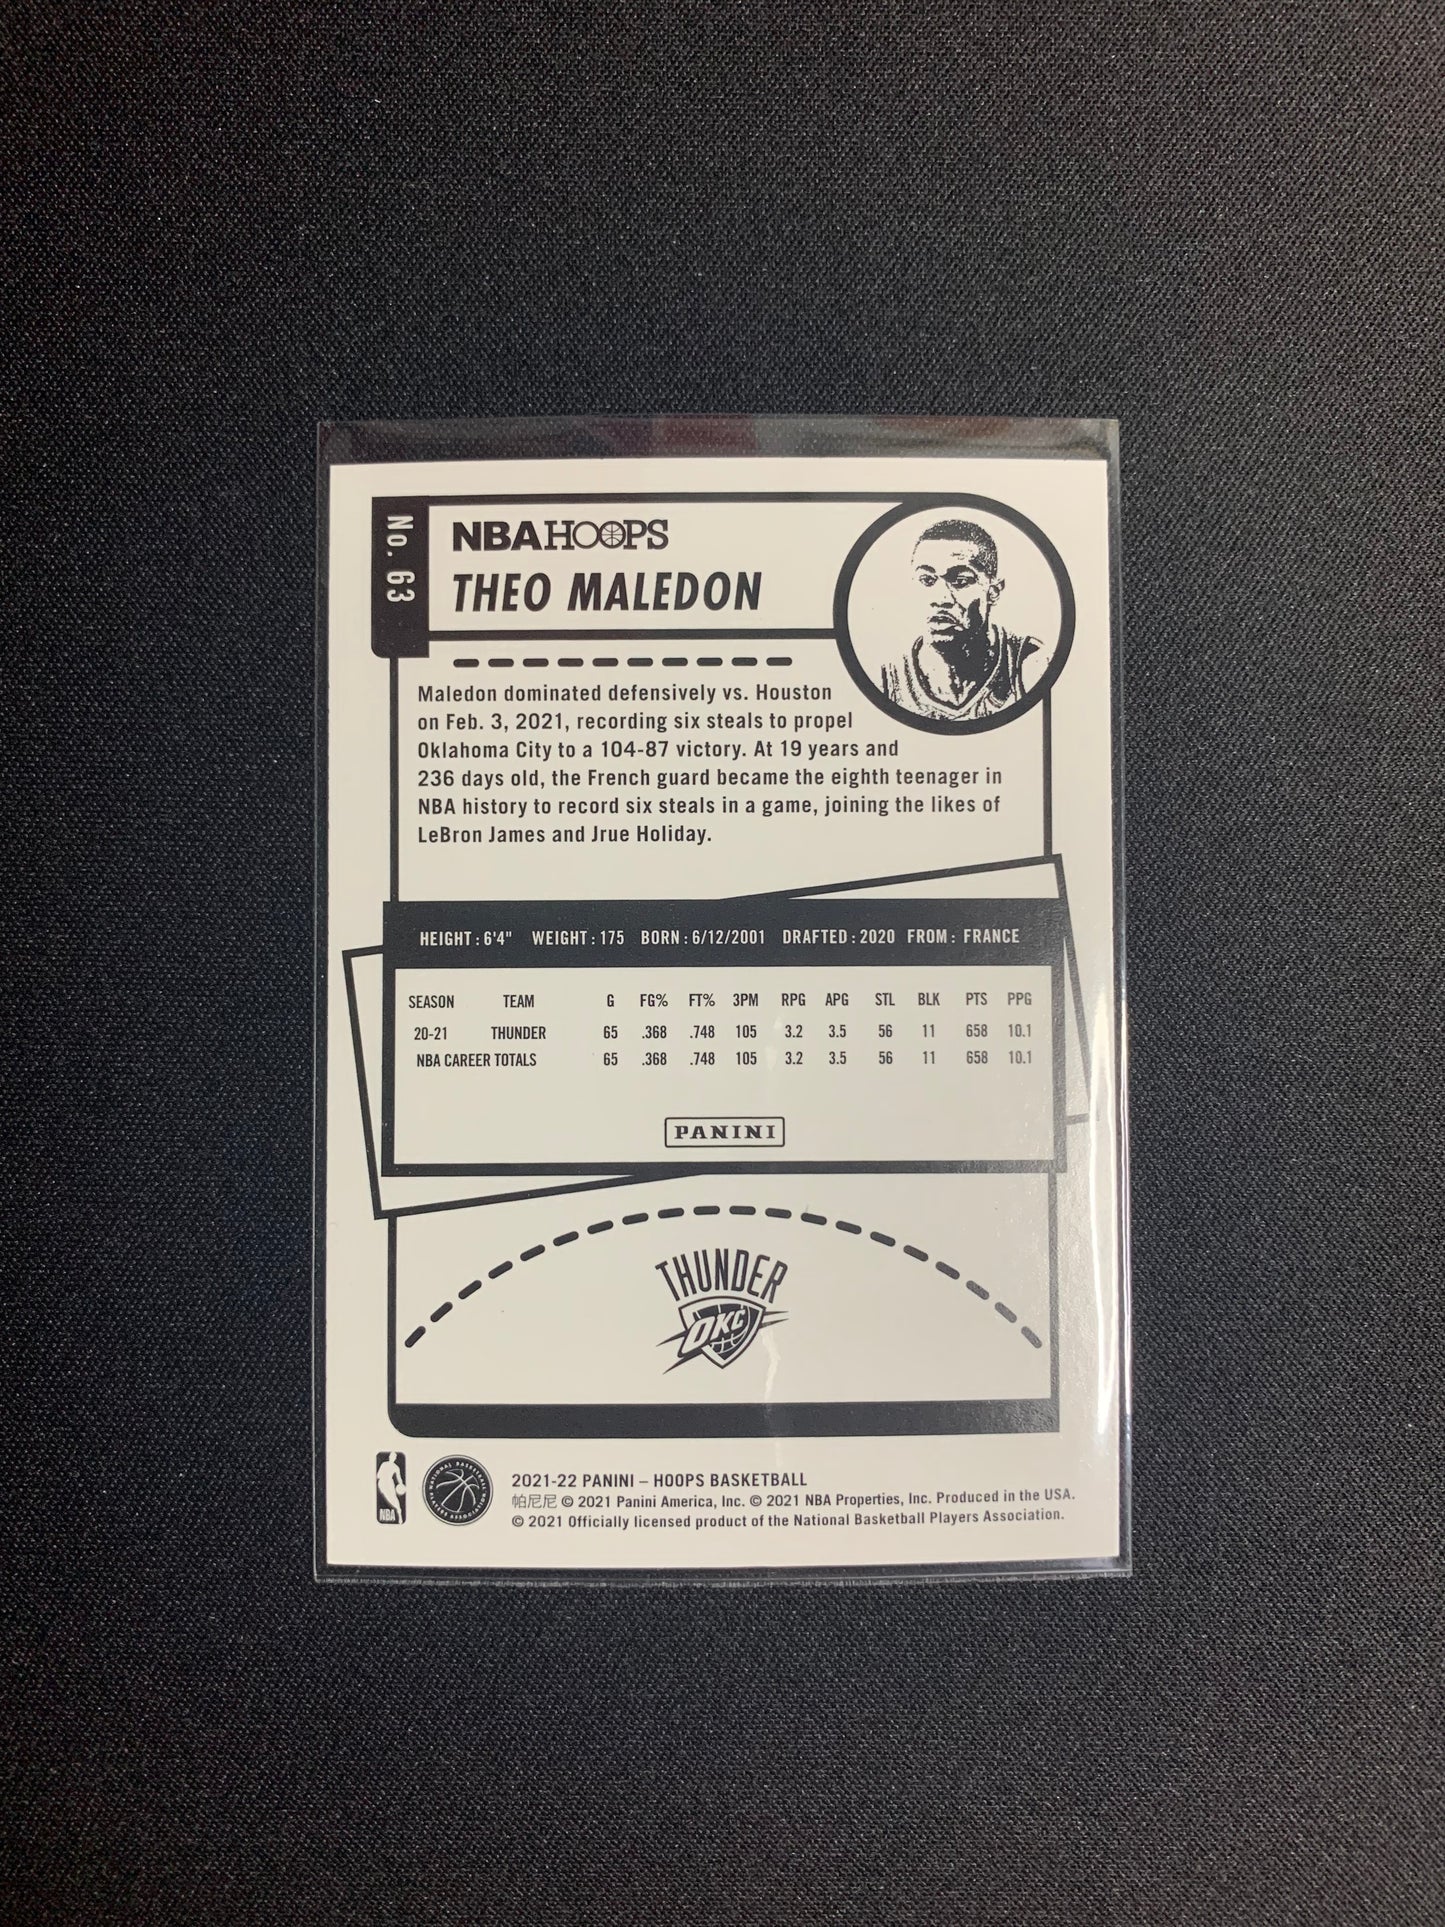 No. 63
NBA HOOPS
THEO MALEDON
Maledon dominated defensively vs. Houston
on Feb. 3, 2021, recording six steals to propel
Oklahoma City to a 104-87 victory. At 19 years and
236 days old, the French guard became the eighth teenager in
NBA history to record six steals in a game, joining the likes of
LeBron James and Jrue Holiday.
HEIGHT : 6'4" WEIGHT : 175 BORN : 6/12/2001 DRAFTED : 2020 FROM : FRANCE
SEASON TEAM G FG% FT% 3PM RPG APG STL BLK PTS PPG
20-21 THUNDER 65 .368 .748 105 3.2 3.5 56 11 658 10.1
NBA CAREER TOTALS 65 .368 .748 105 3.2 3.5 56 11 658 10.1
PANINI
THUNDER
OKC
NBA
NATIONAL BASKETBALL PLAYERS ASSOCIATION
2021-22 PANINI – HOOPS BASKETBALL
帕尼尼 © 2021 Panini America, Inc. © 2021 NBA Properties, Inc. Produced in the USA.
© 2021 Officially licensed product of the National Basketball Players Association.